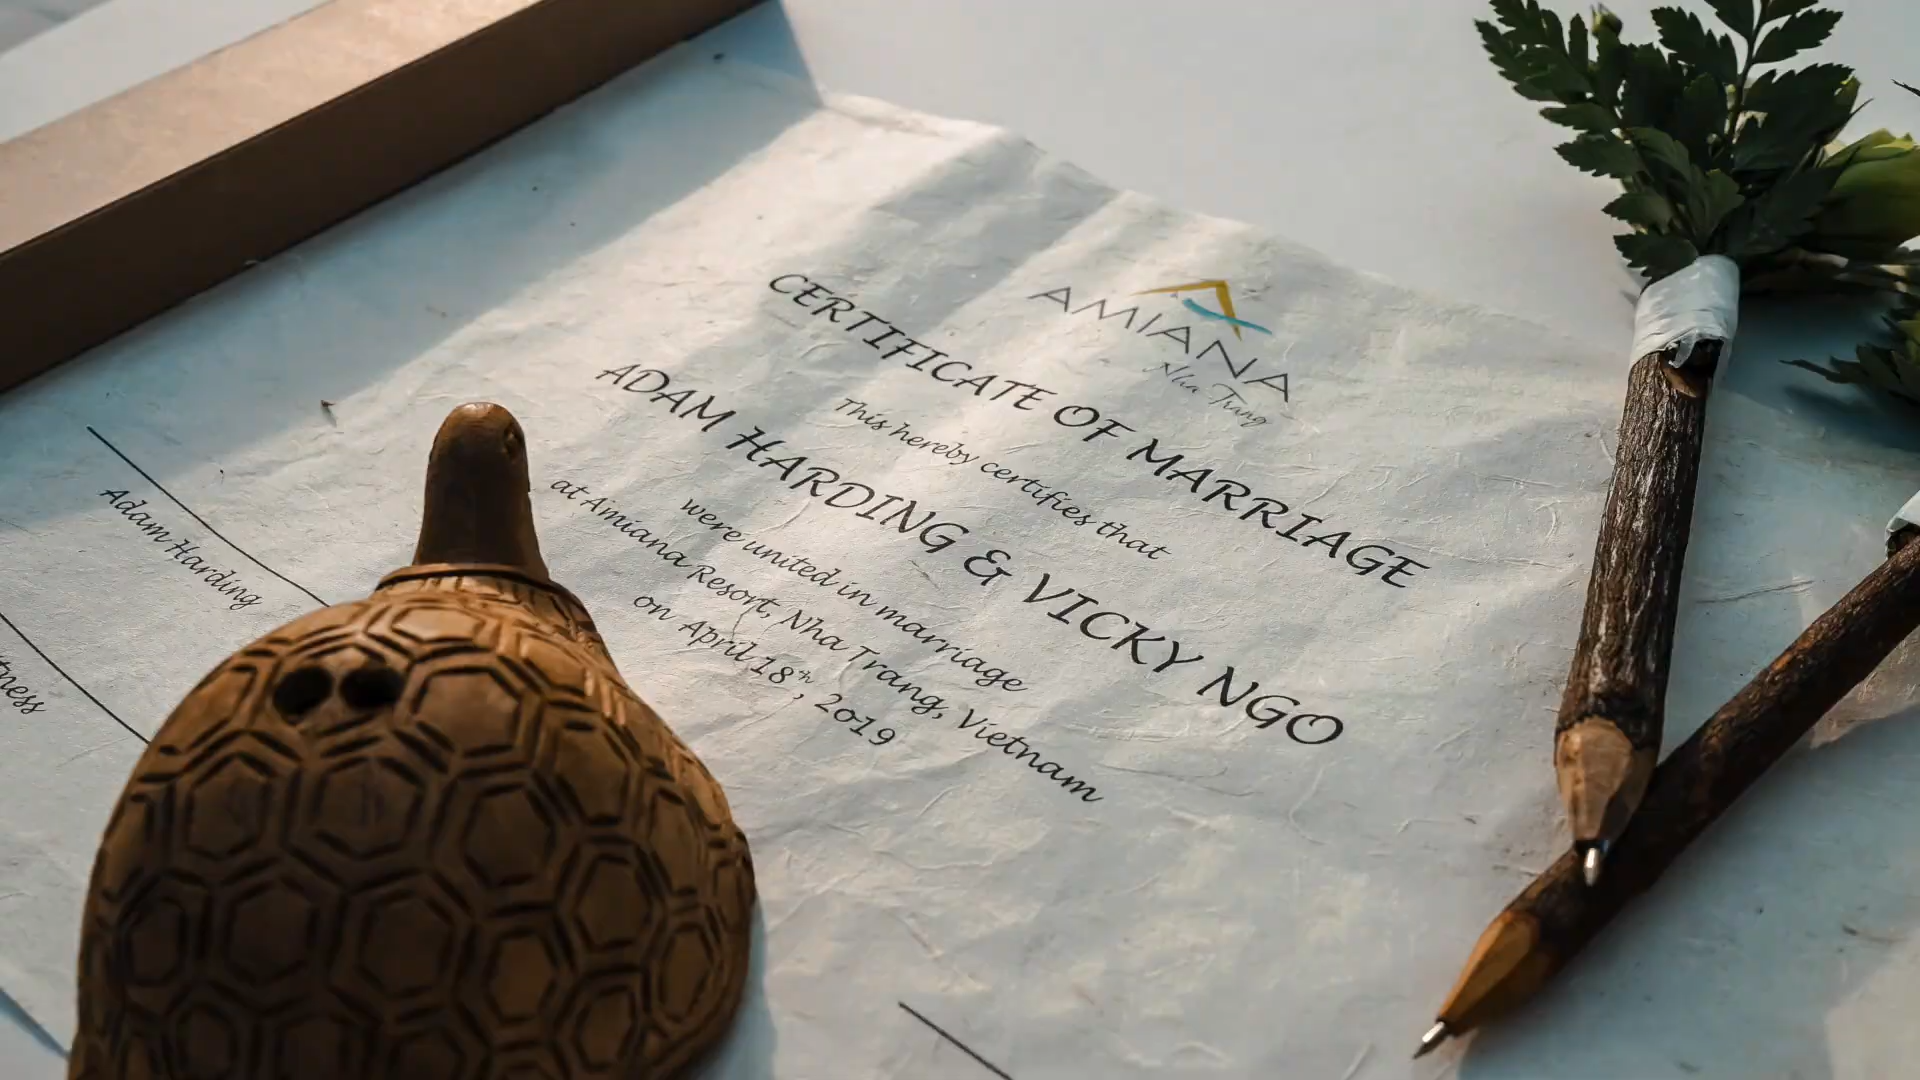 AMIANA
Nha Trang
CERTIFICATE OF MARRIAGE
This hereby certifies that
ADAM HARDING & VICKY NGO
were united in marriage
at Amiana Resort, Nha Trang, Vietnam
on April 18th, 2019
Adam Harding